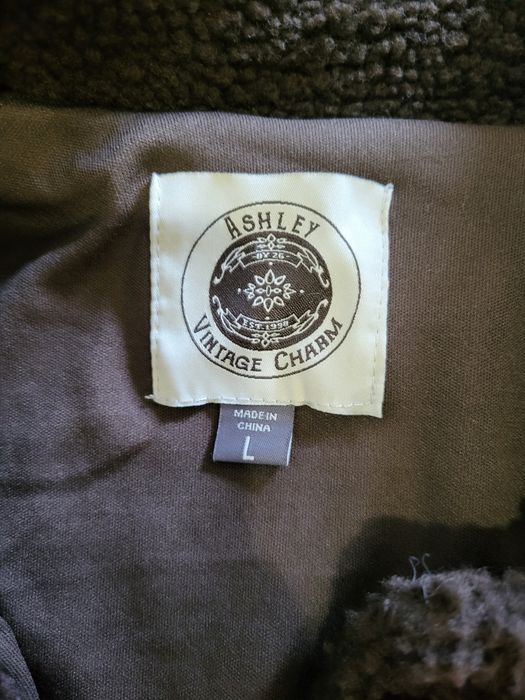 ASHLEY
BY 26
EST. 1998
VINTAGE CHARM
MADE IN
CHINA
L